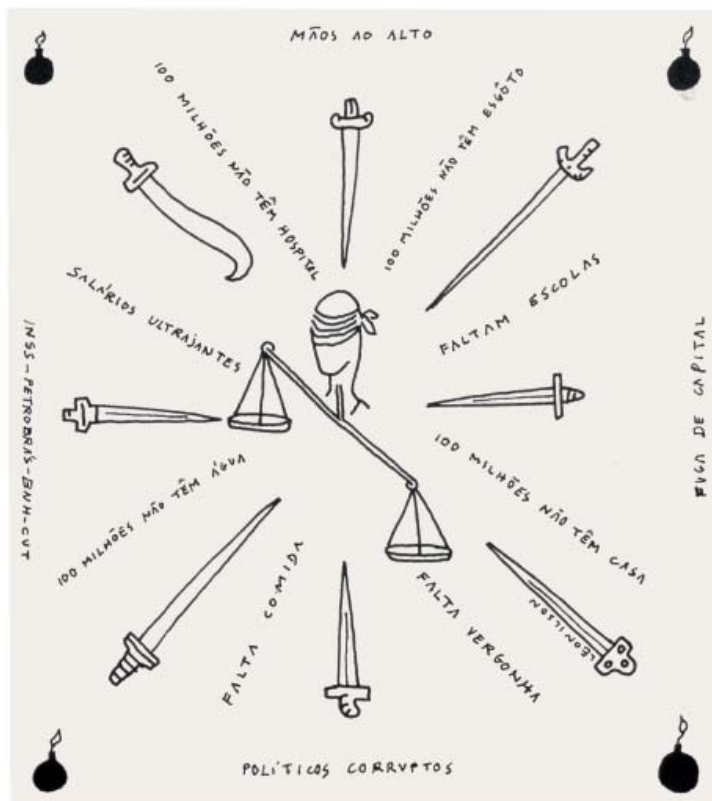 MÃOS AO ALTO
100 MILHÕES NÃO TÊM HOSPITAL
100 MILHÕES NÃO TÊM ESGÔTO
SALÁRIOS ULTRAJANTES
FALTAM ESCOLAS
INSS-PETROBRÁS-BNH-CUT
FUGA DE CAPITAL
100 MILHÕES NÃO TÊM ÁGUA
100 MILHÕES NÃO TÊM CASA
FALTA COMIDA
FALTA VERGONHA
LEONILSON
POLÍTICOS CORRUPTOS